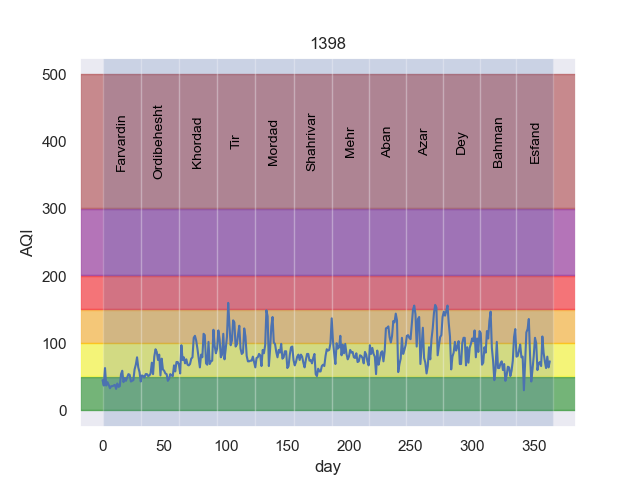 1398
AQI
500
400
300
200
100
0
Farvardin
Ordibehesht
Khordad
Tir
Mordad
Shahrivar
Mehr
Aban
Azar
Dey
Bahman
Esfand
0 50 100 150 200 250 300 350
day